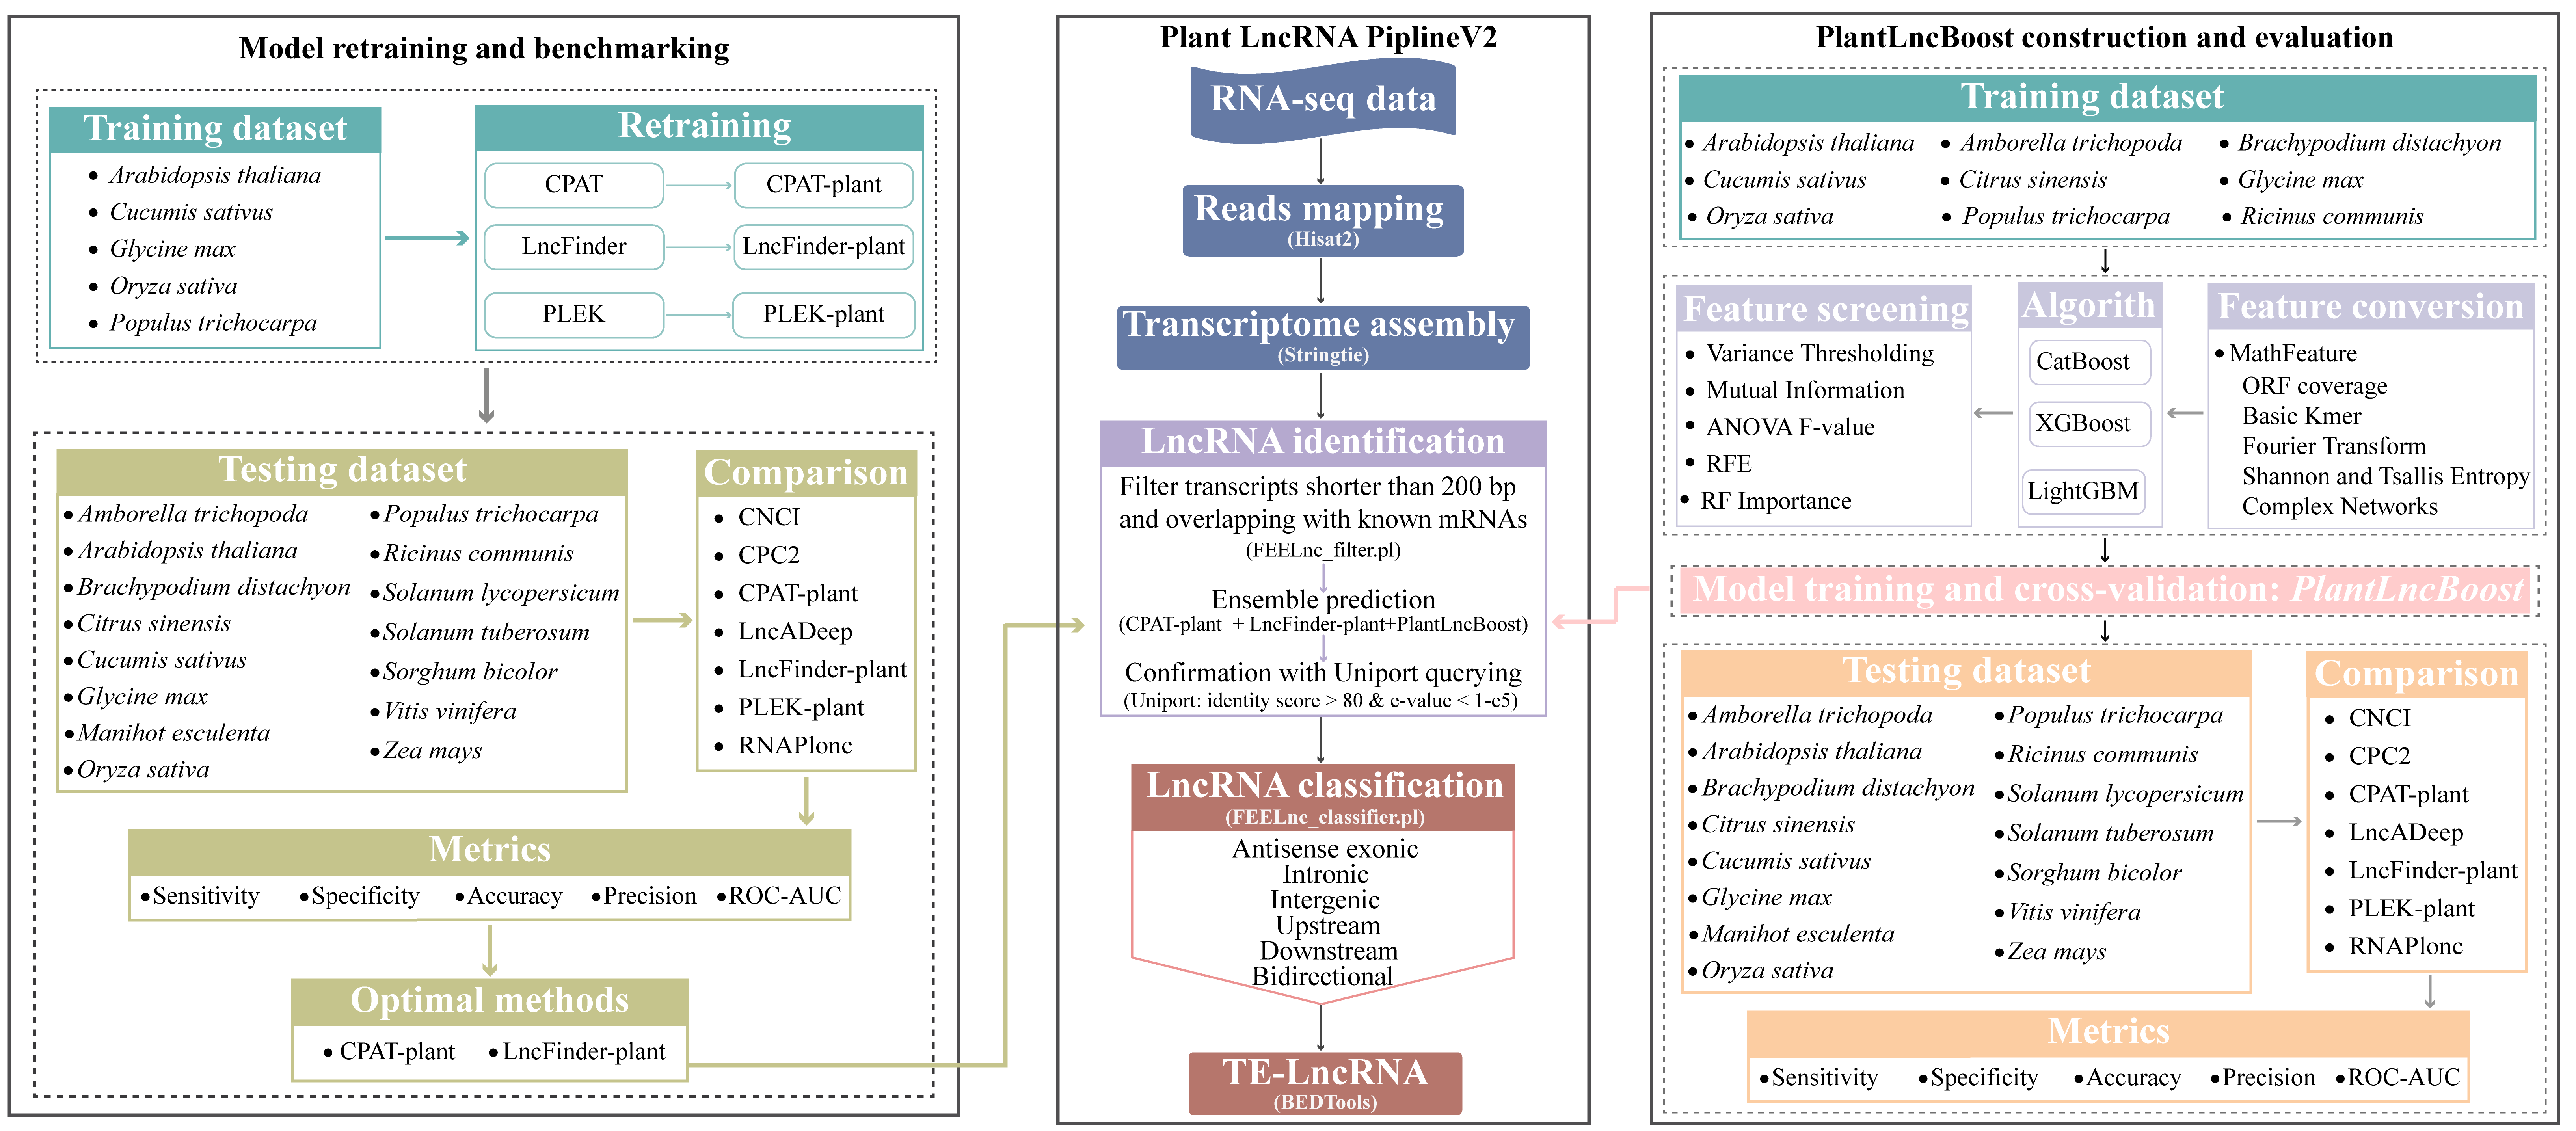 Model retraining and benchmarking
Training dataset
• Arabidopsis thaliana
• Cucumis sativus
• Glycine max
• Oryza sativa
• Populus trichocarpa
Retraining
CPAT
CPAT-plant
LncFinder
LncFinder-plant
PLEK
PLEK-plant
Testing dataset
• Amborella trichopoda
• Arabidopsis thaliana
• Brachypodium distachyon
• Citrus sinensis
• Cucumis sativus
• Glycine max
• Manihot esculenta
• Oryza sativa
• Populus trichocarpa
• Ricinus communis
• Solanum lycopersicum
• Solanum tuberosum
• Sorghum bicolor
• Vitis vinifera
• Zea mays
Comparison
• CNCI
• CPC2
• CPAT-plant
• LncADeep
• LncFinder-plant
• PLEK-plant
• RNAPlonc
Metrics
• Sensitivity • Specificity • Accuracy • Precision • ROC-AUC
Optimal methods
• CPAT-plant • LncFinder-plant
Plant LncRNA PiplineV2
RNA-seq data
Reads mapping
(Hisat2)
Transcriptome assembly
(Stringtie)
LncRNA identification
Filter transcripts shorter than 200 bp
and overlapping with known mRNAs
(FEELnc_filter.pl)
Ensemble prediction
(CPAT-plant + LncFinder-plant+PlantLncBoost)
Confirmation with Uniport querying
(Uniport: identity score > 80 & e-value < 1-e5)
LncRNA classification
(FEELnc_classifier.pl)
Antisense exonic
Intronic
Intergenic
Upstream
Downstream
Bidirectional
TE-LncRNA
(BEDTools)
PlantLncBoost construction and evaluation
Training dataset
• Arabidopsis thaliana • Amborella trichopoda • Brachypodium distachyon
• Cucumis sativus • Citrus sinensis • Glycine max
• Oryza sativa • Populus trichocarpa • Ricinus communis
Feature screening
• Variance Thresholding
• Mutual Information
• ANOVA F-value
• RFE
• RF Importance
Algorith
CatBoost
XGBoost
LightGBM
Feature conversion
• MathFeature
ORF coverage
Basic Kmer
Fourier Transform
Shannon and Tsallis Entropy
Complex Networks
Model training and cross-validation: PlantLncBoost
Testing dataset
• Amborella trichopoda
• Arabidopsis thaliana
• Brachypodium distachyon
• Citrus sinensis
• Cucumis sativus
• Glycine max
• Manihot esculenta
• Oryza sativa
• Populus trichocarpa
• Ricinus communis
• Solanum lycopersicum
• Solanum tuberosum
• Sorghum bicolor
• Vitis vinifera
• Zea mays
Comparison
• CNCI
• CPC2
• CPAT-plant
• LncADeep
• LncFinder-plant
• PLEK-plant
• RNAPlonc
Metrics
• Sensitivity • Specificity • Accuracy • Precision • ROC-AUC